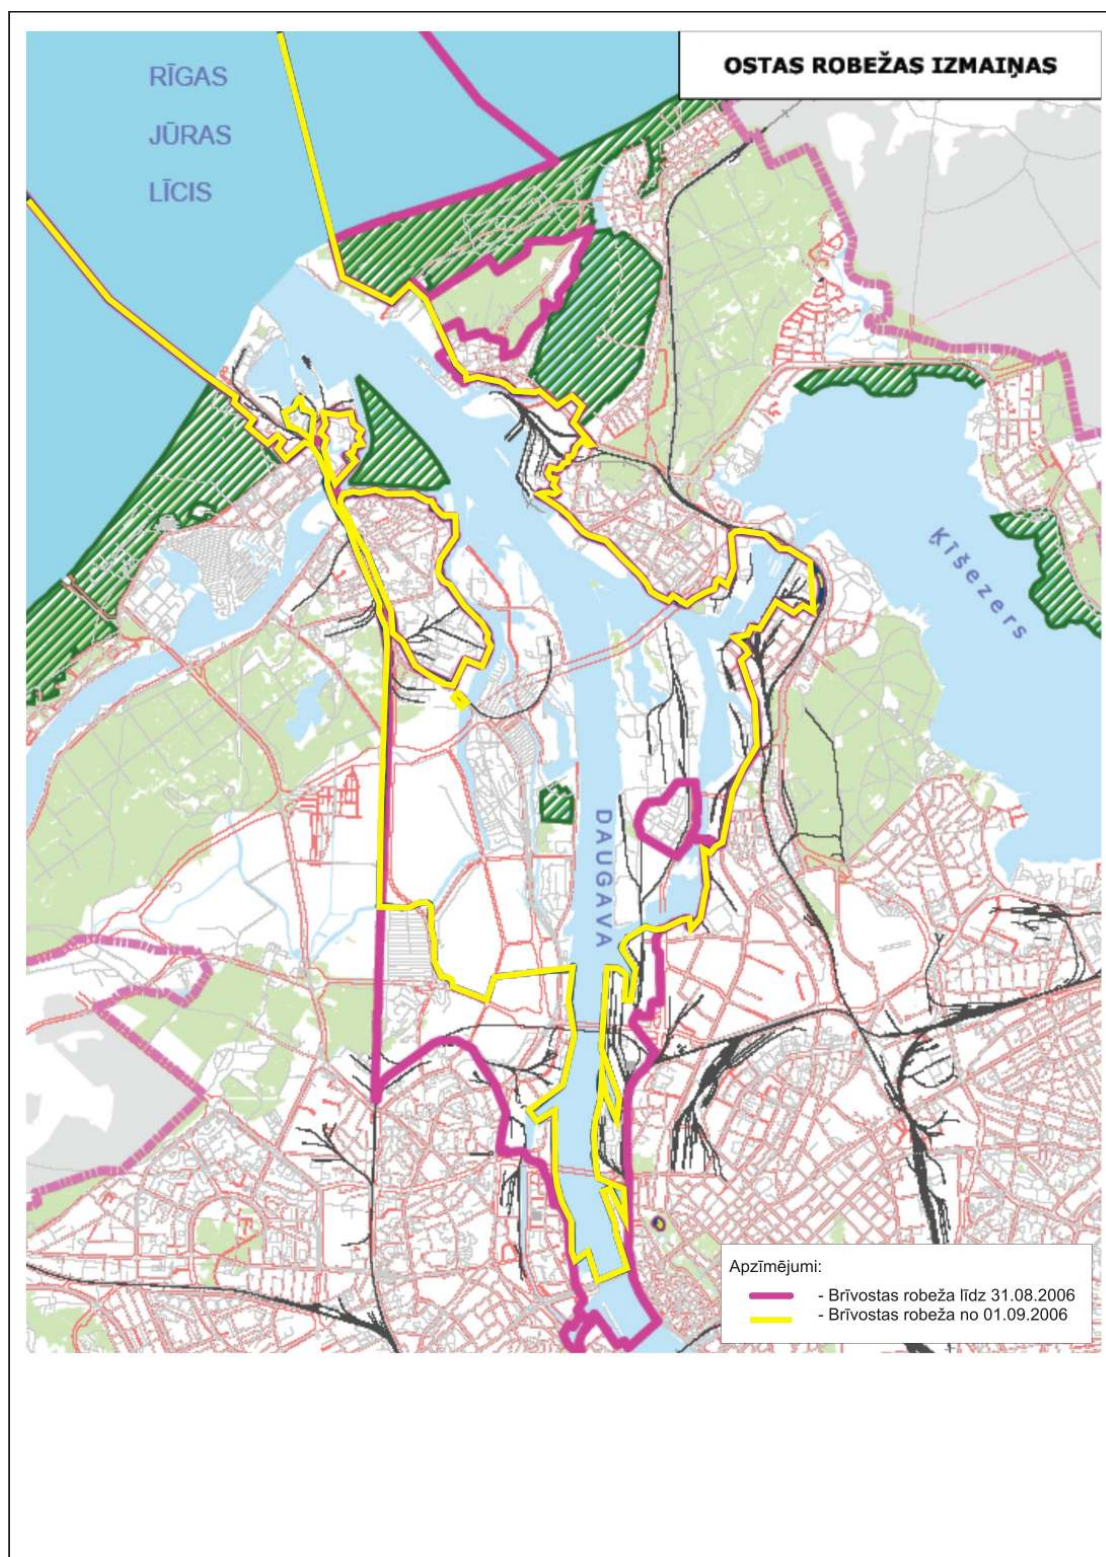 OSTAS ROBEŽAS IZMAIŅAS
RĪGAS
JŪRAS
LĪCIS
Ķīšezers
DAUGAVA
Apzīmējumi:
- Brīvostas robeža līdz 31.08.2006
- Brīvostas robeža no 01.09.2006